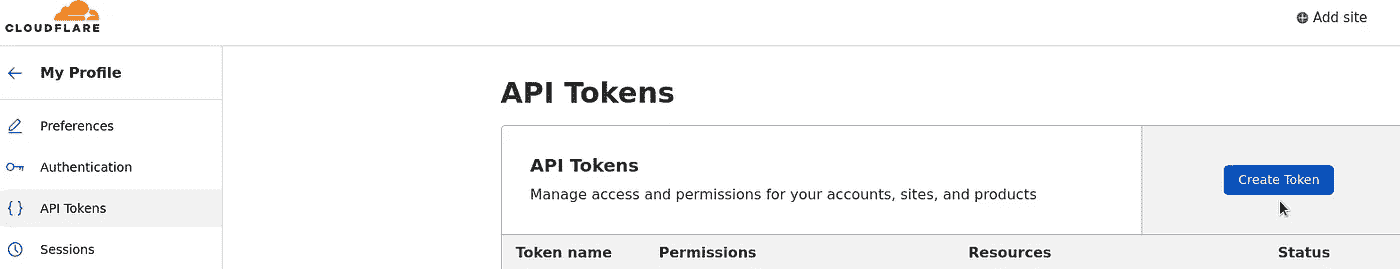 CLOUDFLARE
Add site
My Profile
Preferences
Authentication
API Tokens
Sessions
API Tokens
API Tokens
Manage access and permissions for your accounts, sites, and products
Create Token
Token name Permissions Resources Status